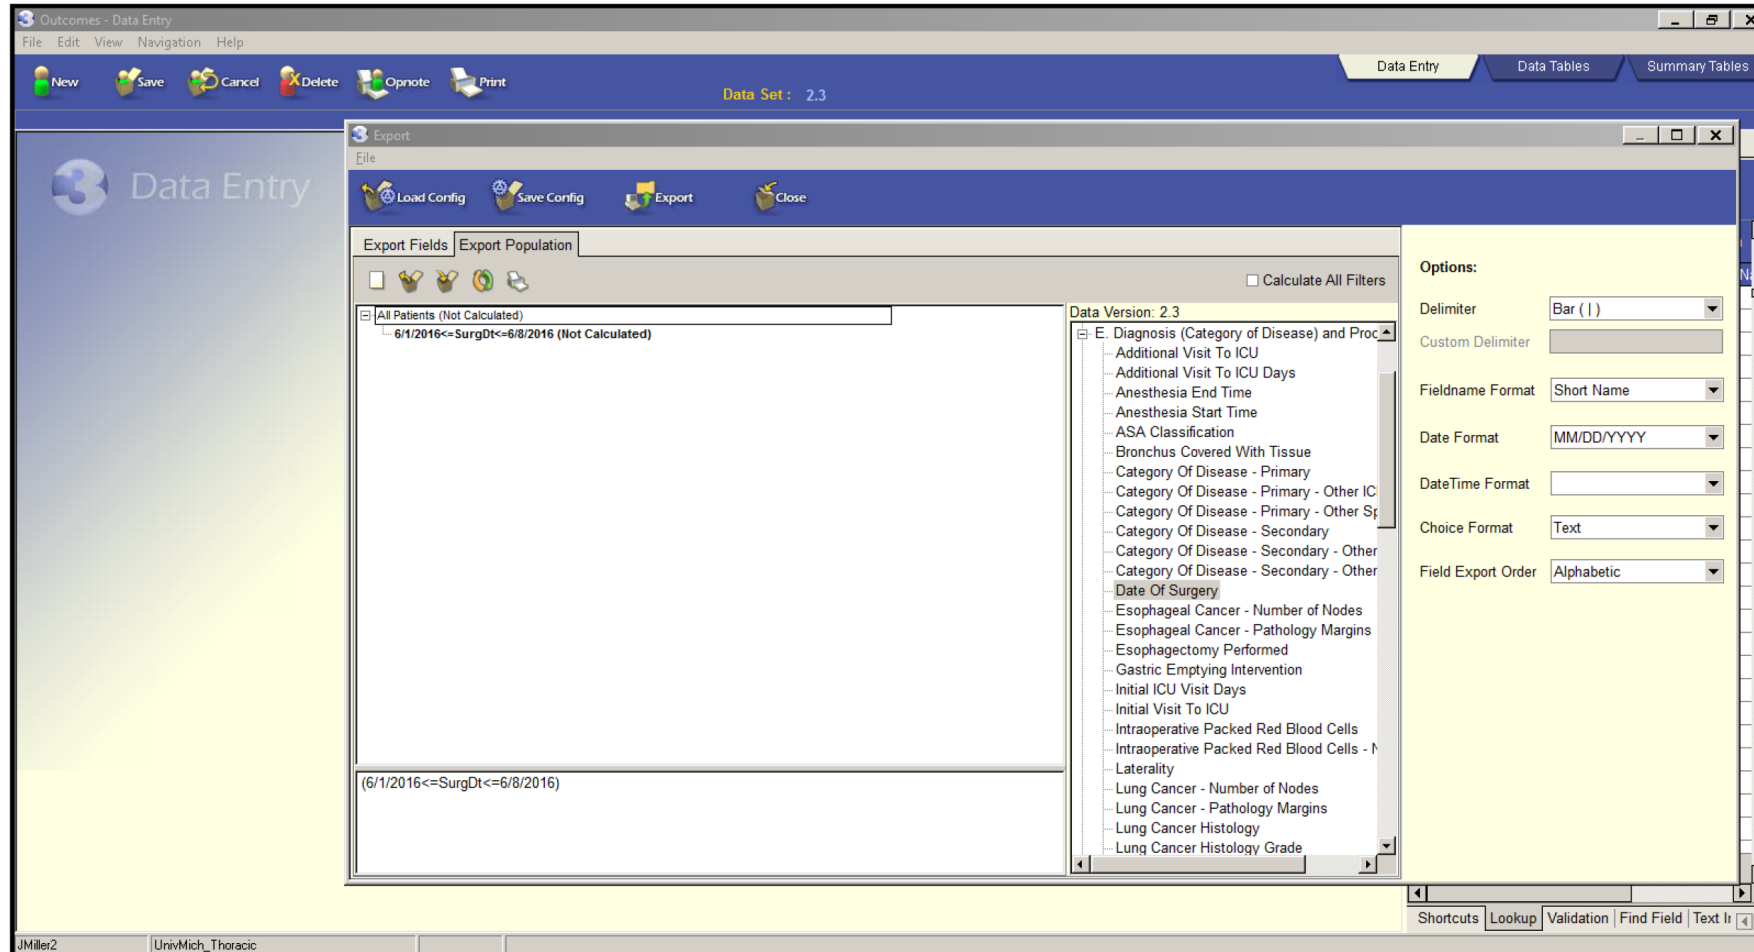 3 Outcomes - Data Entry
File Edit View Navigation Help
New Save Cancel Delete Opnote Print
Data Set : 2.3
Data Entry Data Tables Summary Tables
3 Data Entry
3 Export
File
Load Config Save Config Export Close
Export Fields Export Population
Calculate All Filters
All Patients (Not Calculated)
6/1/2016<=SurgDt<=6/8/2016 (Not Calculated)
(6/1/2016<=SurgDt<=6/8/2016)
Data Version: 2.3
E. Diagnosis (Category of Disease) and Proc
Additional Visit To ICU
Additional Visit To ICU Days
Anesthesia End Time
Anesthesia Start Time
ASA Classification
Bronchus Covered With Tissue
Category Of Disease - Primary
Category Of Disease - Primary - Other IC
Category Of Disease - Primary - Other Sp
Category Of Disease - Secondary
Category Of Disease - Secondary - Other
Category Of Disease - Secondary - Other
Date Of Surgery
Esophageal Cancer - Number of Nodes
Esophageal Cancer - Pathology Margins
Esophagectomy Performed
Gastric Emptying Intervention
Initial ICU Visit Days
Initial Visit To ICU
Intraoperative Packed Red Blood Cells
Intraoperative Packed Red Blood Cells - N
Laterality
Lung Cancer - Number of Nodes
Lung Cancer - Pathology Margins
Lung Cancer Histology
Lung Cancer Histology Grade
Options:
Delimiter Bar ( | )
Custom Delimiter
Fieldname Format Short Name
Date Format MM/DD/YYYY
DateTime Format
Choice Format Text
Field Export Order Alphabetic
Shortcuts Lookup Validation Find Field Text Ir
JMiller2 UnivMich_Thoracic